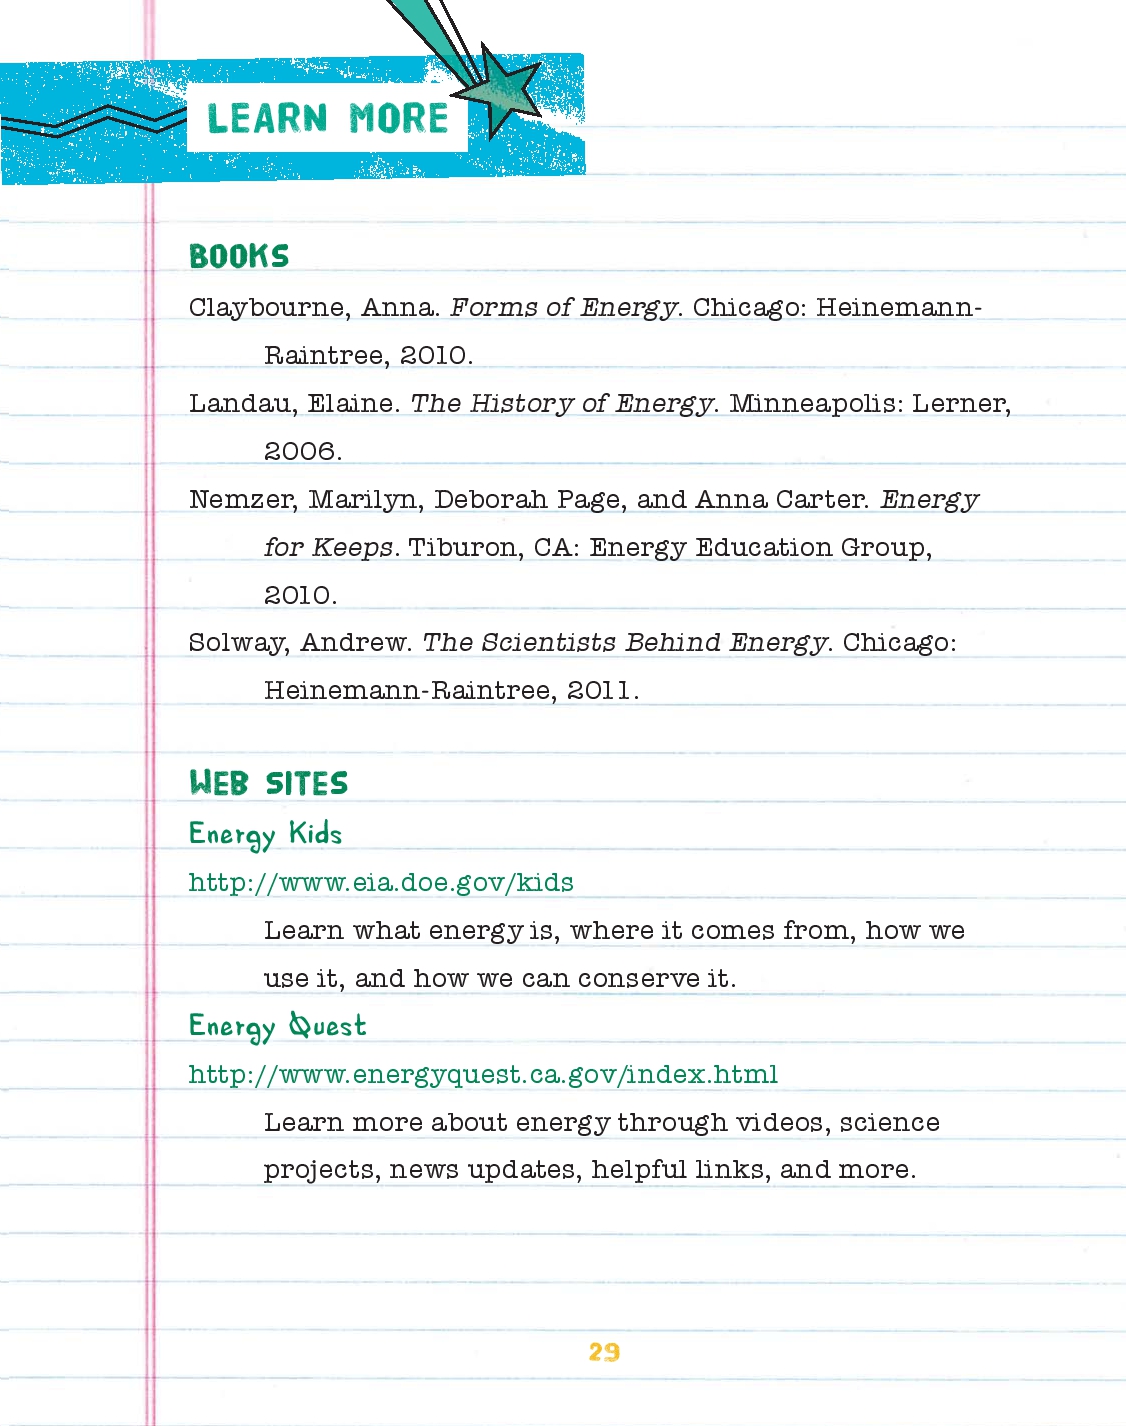 LEARN MORE
BOOKS
Claybourne, Anna. Forms of Energy. Chicago: Heinemann-
Raintree, 2010.
Landau, Elaine. The History of Energy. Minneapolis: Lerner,
2006.
Nemzer, Marilyn, Deborah Page, and Anna Carter. Energy
for Keeps. Tiburon, CA: Energy Education Group,
2010.
Solway, Andrew. The Scientists Behind Energy. Chicago:
Heinemann-Raintree, 2011.
WEB SITES
Energy Kids
http://www.eia.doe.gov/kids
Learn what energy is, where it comes from, how we
use it, and how we can conserve it.
Energy Quest
http://www.energyquest.ca.gov/index.html
Learn more about energy through videos, science
projects, news updates, helpful links, and more.
29